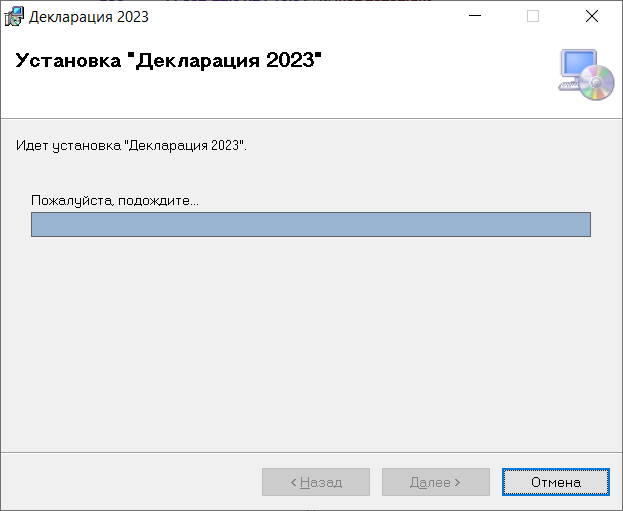 Декларация 2023
Установка "Декларация 2023"
Идет установка "Декларация 2023".
Пожалуйста, подождите...
< Назад
Далее >
Отмена